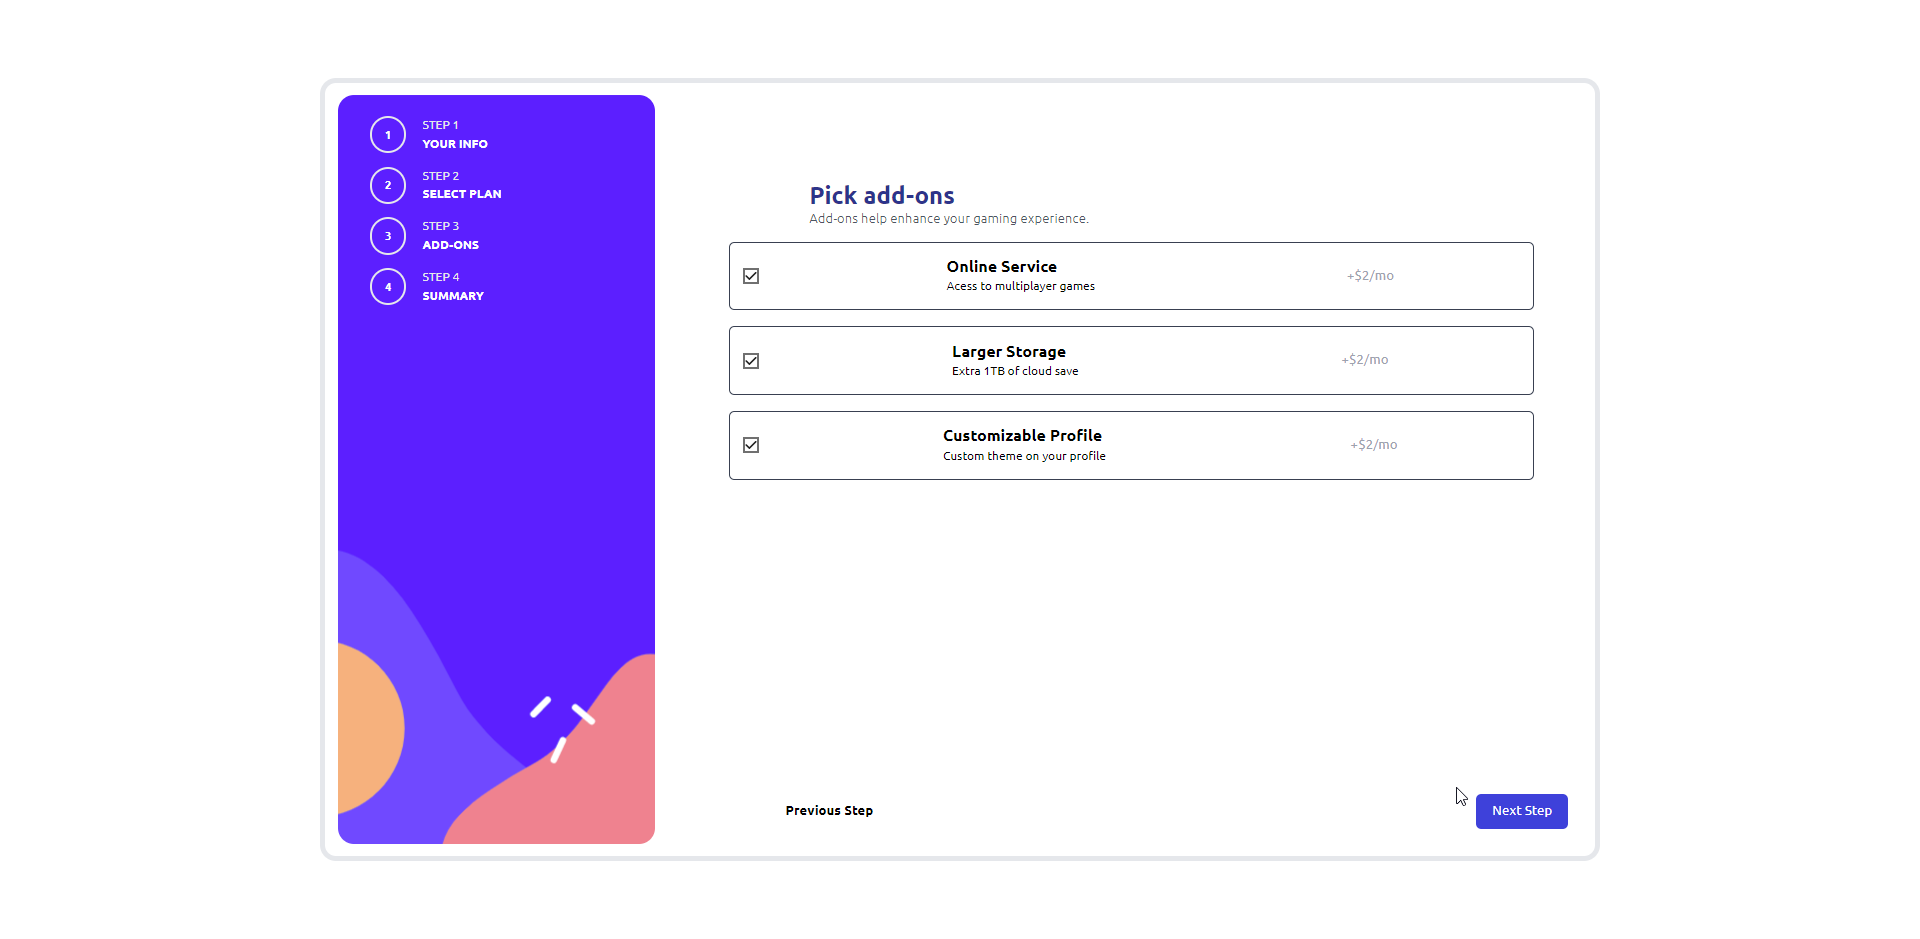 1
STEP 1
YOUR INFO
2
STEP 2
SELECT PLAN
3
STEP 3
ADD-ONS
4
STEP 4
SUMMARY
Pick add-ons
Add-ons help enhance your gaming experience.
Online Service
Acess to multiplayer games
+$2/mo
Larger Storage
Extra 1TB of cloud save
+$2/mo
Customizable Profile
Custom theme on your profile
+$2/mo
Previous Step
Next Step